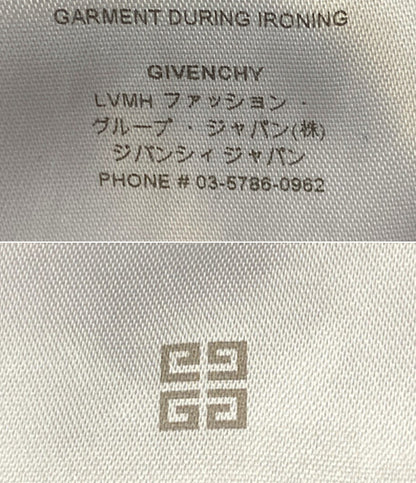 GARMENT DURING IRONING
GIVENCHY
LVMH ファッション ·
グループ · ジャパン(株)
ジバンシィ ジャパン
PHONE # 03-5786-0962